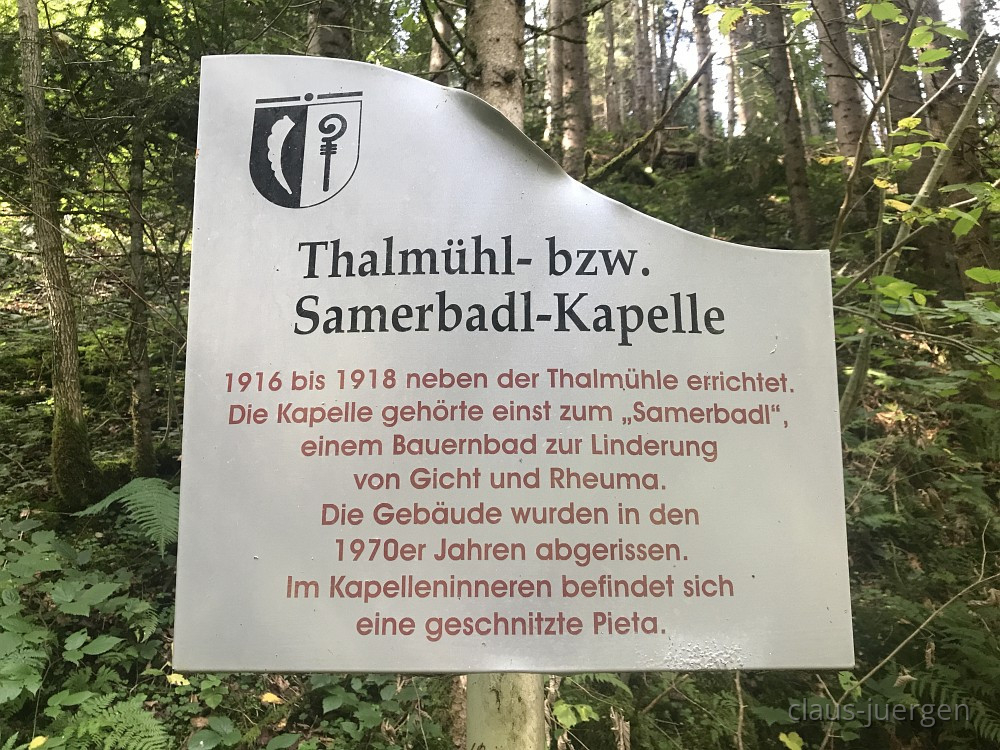 Thalmühl- bzw.
Samerbadl-Kapelle
1916 bis 1918 neben der Thalmühle errichtet.
Die Kapelle gehörte einst zum „Samerbadl“,
einem Bauernbad zur Linderung
von Gicht und Rheuma.
Die Gebäude wurden in den
1970er Jahren abgerissen.
Im Kapelleninneren befindet sich
eine geschnitzte Pieta.
claus-juergen